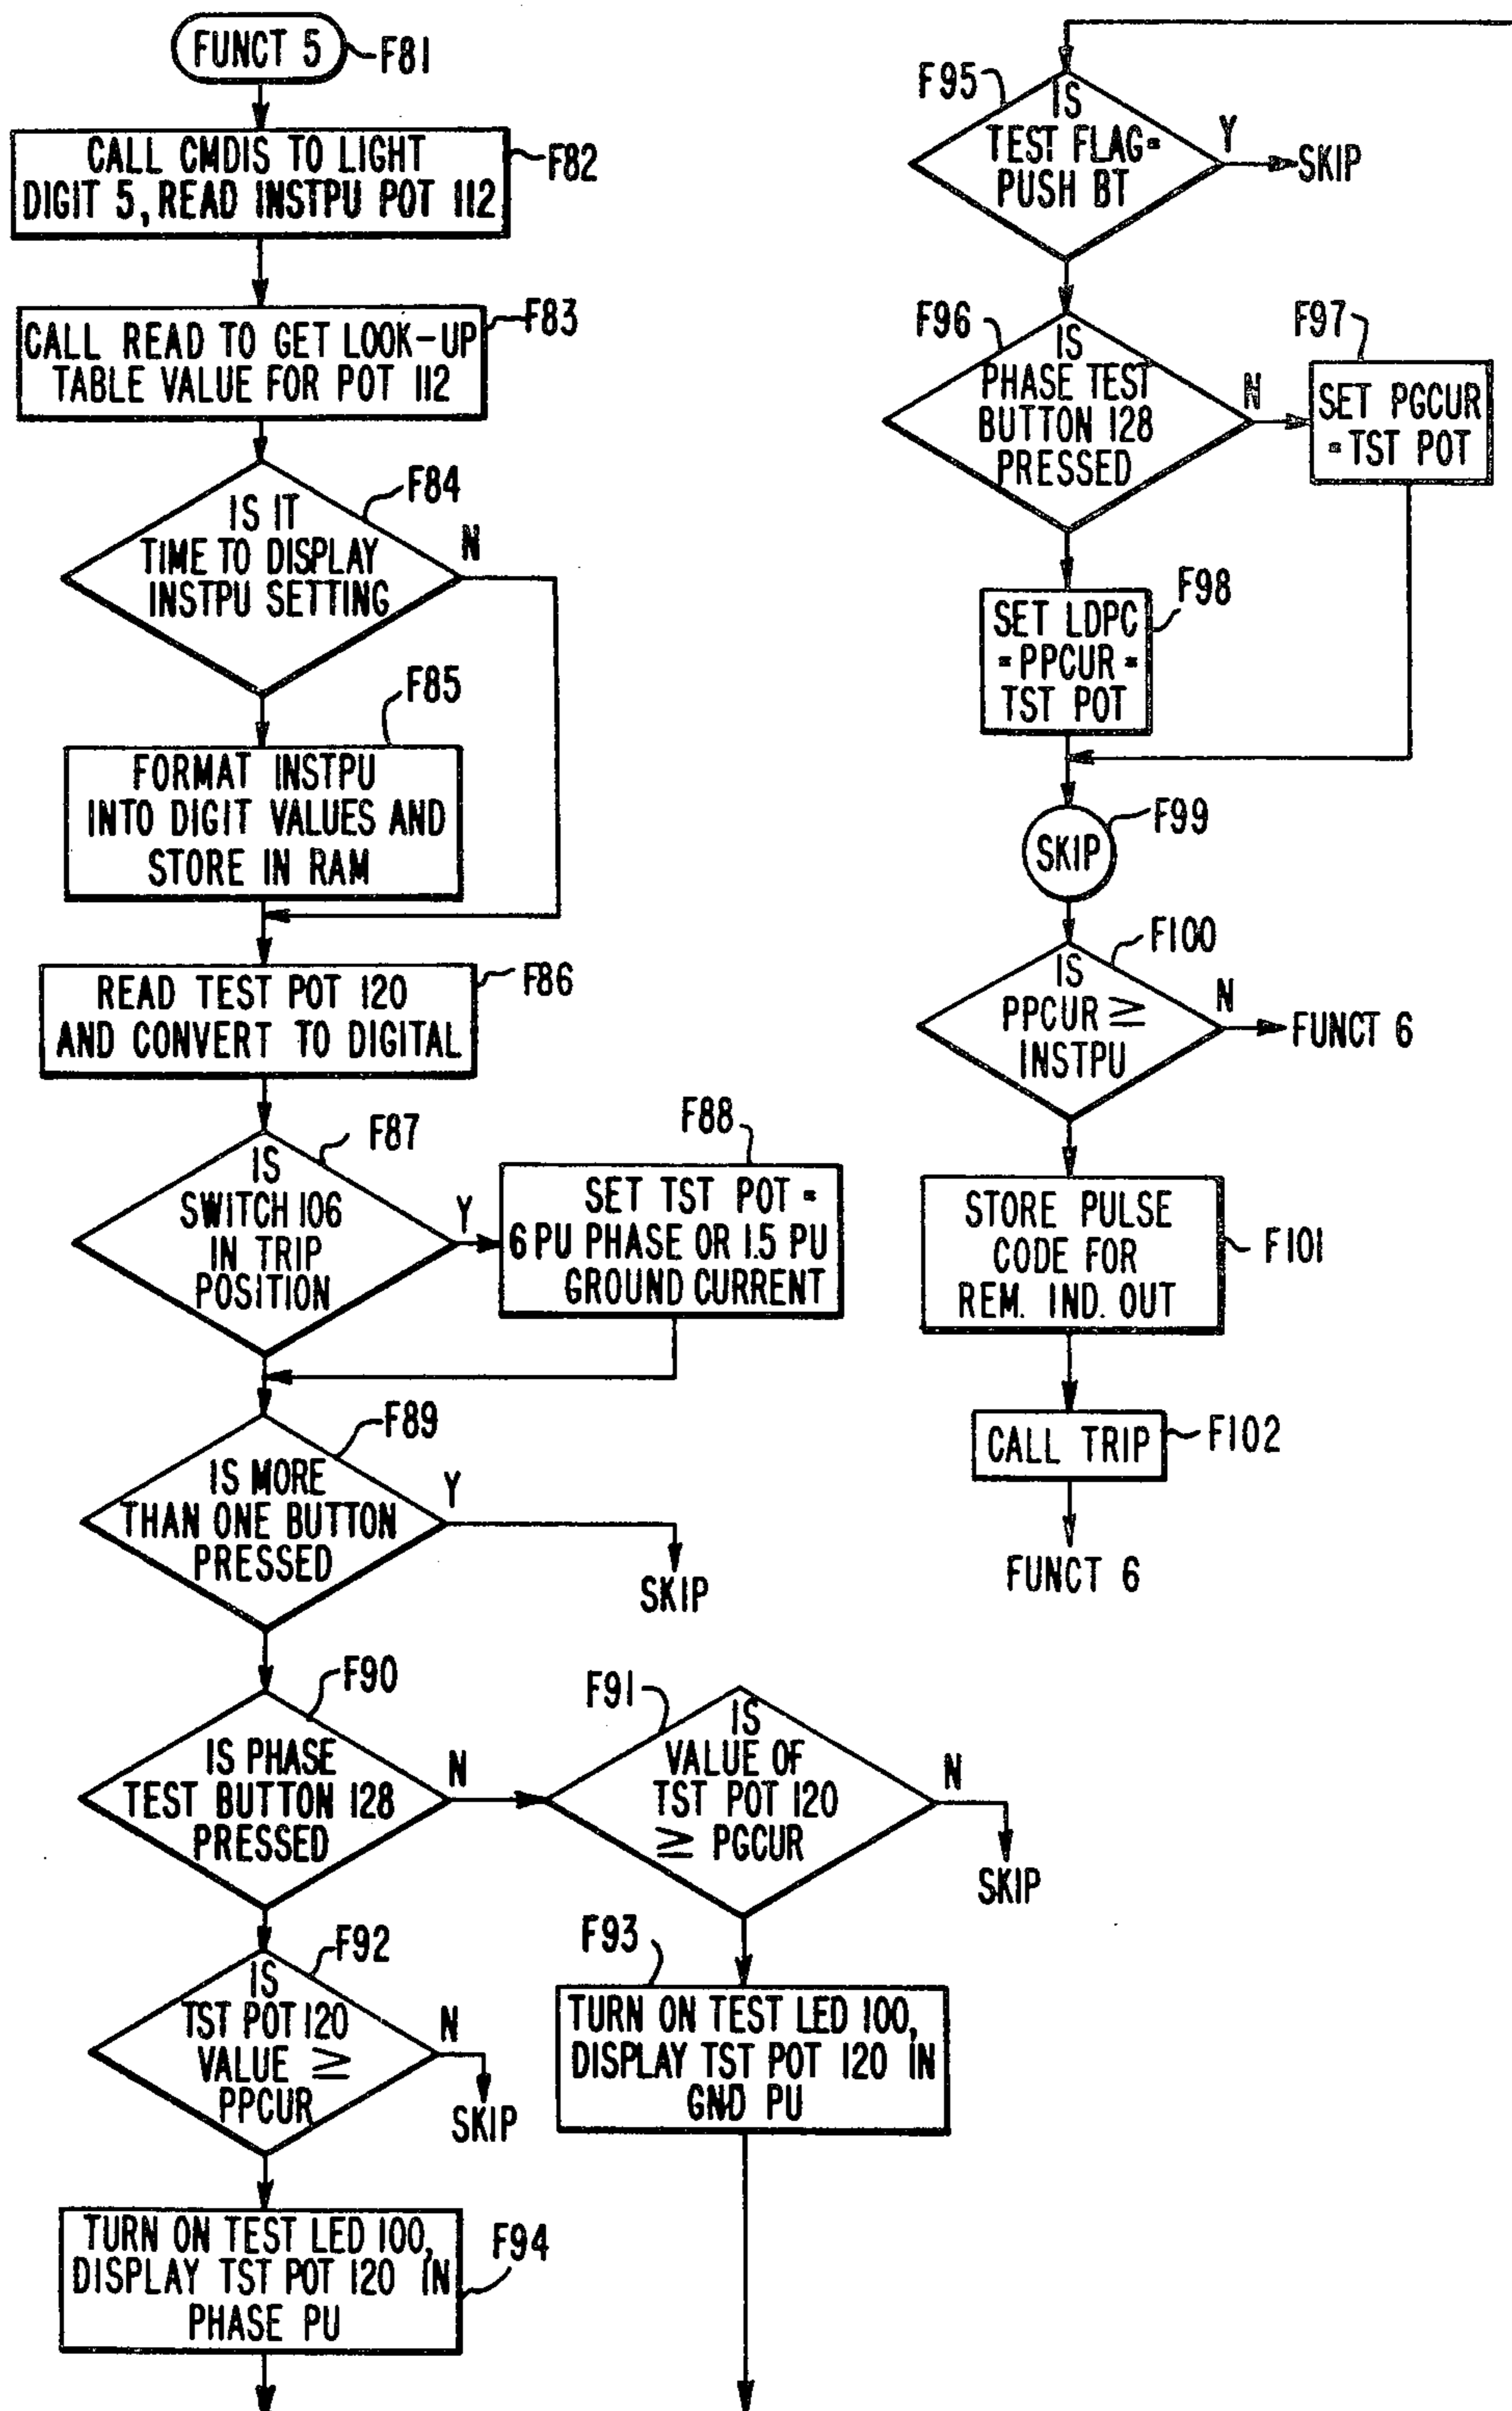 FUNCT 5
F81
CALL CMDIS TO LIGHT
DIGIT 5, READ INSTPU POT 112
F82
CALL READ TO GET LOOK-UP
TABLE VALUE FOR POT 112
F83
IS IT
TIME TO DISPLAY
INSTPU SETTING
F84
N
FORMAT INSTPU
INTO DIGIT VALUES AND
STORE IN RAM
F85
READ TEST POT 120
AND CONVERT TO DIGITAL
F86
IS
SWITCH 106
IN TRIP
POSITION
F87
Y
SET TST POT =
6 PU PHASE OR 1.5 PU
GROUND CURRENT
F88
IS MORE
THAN ONE BUTTON
PRESSED
F89
Y
SKIP
IS PHASE
TEST BUTTON 128
PRESSED
F90
N
IS
VALUE OF
TST POT 120
≥ PGCUR
F91
N
SKIP
IS
TST POT 120
VALUE ≥
PPCUR
F92
N
SKIP
TURN ON TEST LED 100,
DISPLAY TST POT 120 IN
GND PU
F93
TURN ON TEST LED 100,
DISPLAY TST POT 120 IN
PHASE PU
F94
IS
TEST FLAG=
PUSH BT
F95
Y
SKIP
IS
PHASE TEST
BUTTON 128
PRESSED
F96
N
SET PGCUR
= TST POT
F97
SET LDPC
= PPCUR =
TST POT
F98
SKIP
F99
IS
PPCUR ≥
INSTPU
F100
N
FUNCT 6
STORE PULSE
CODE FOR
REM. IND. OUT
F101
CALL TRIP
F102
FUNCT 6